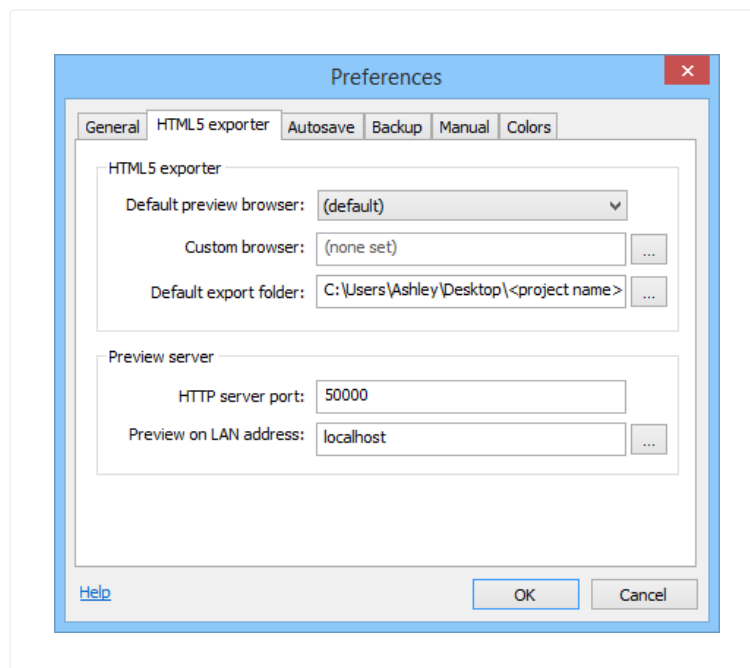 Preferences
General HTML5 exporter Autosave Backup Manual Colors
HTML5 exporter
Default preview browser: (default)
Custom browser: (none set) ...
Default export folder: C:\Users\Ashley\Desktop\<project name> ...
Preview server
HTTP server port: 50000
Preview on LAN address: localhost ...
Help OK Cancel